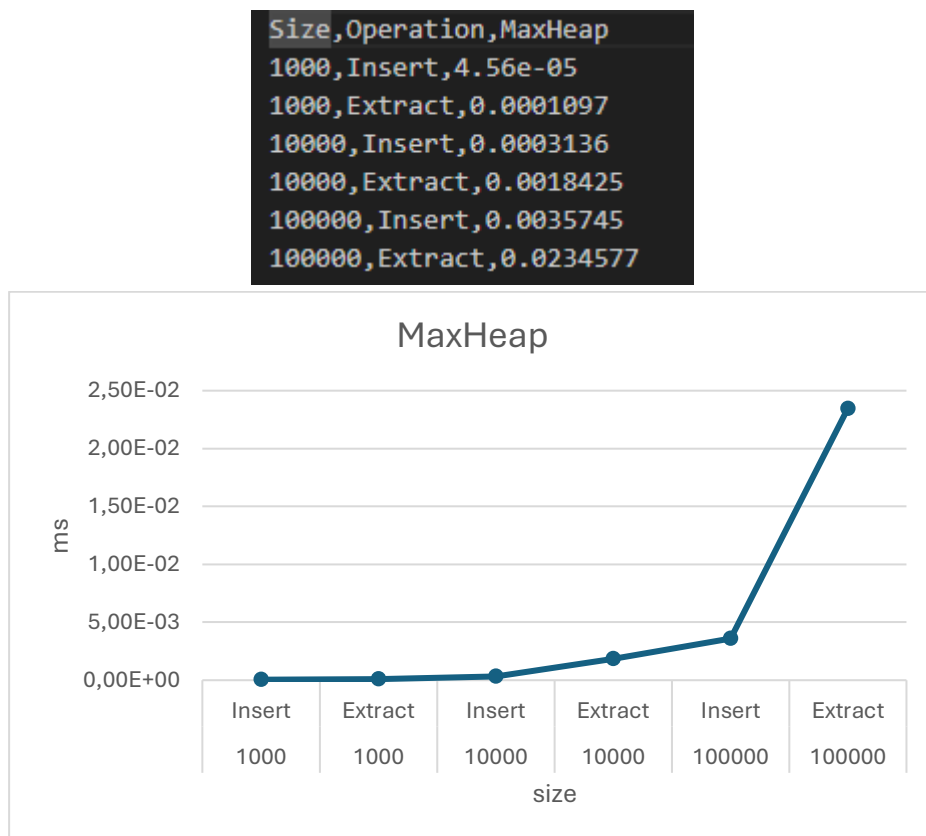 Size,Operation,MaxHeap
1000,Insert,4.56e-05
1000,Extract,0.0001097
10000,Insert,0.0003136
10000,Extract,0.0018425
100000,Insert,0.0035745
100000,Extract,0.0234577
MaxHeap
2,50E-02
2,00E-02
1,50E-02
1,00E-02
5,00E-03
0,00E+00
ms
Insert Extract Insert Extract Insert Extract
1000 1000 10000 10000 100000 100000
size